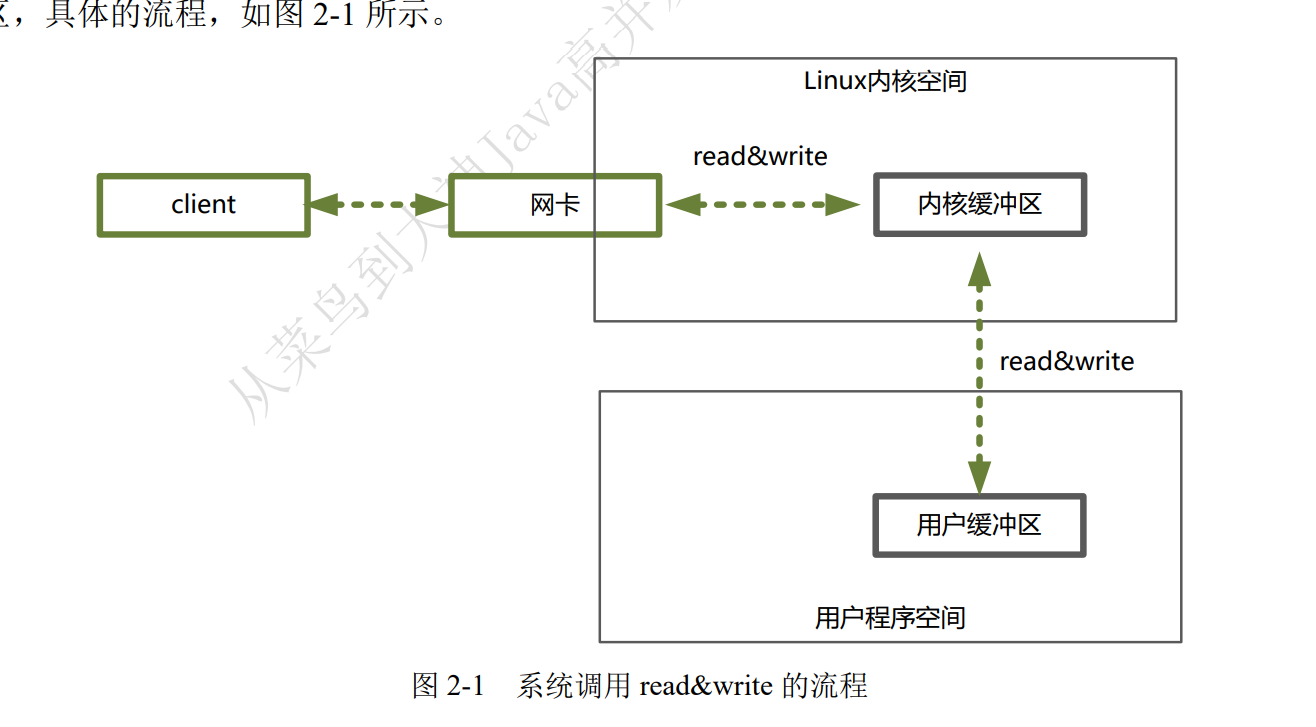 区，具体的流程，如图 2-1 所示。
Linux内核空间
read&write
client
网卡
内核缓冲区
read&write
用户缓冲区
用户程序空间
图 2-1 系统调用 read&write 的流程
从菜鸟到大神Java高并